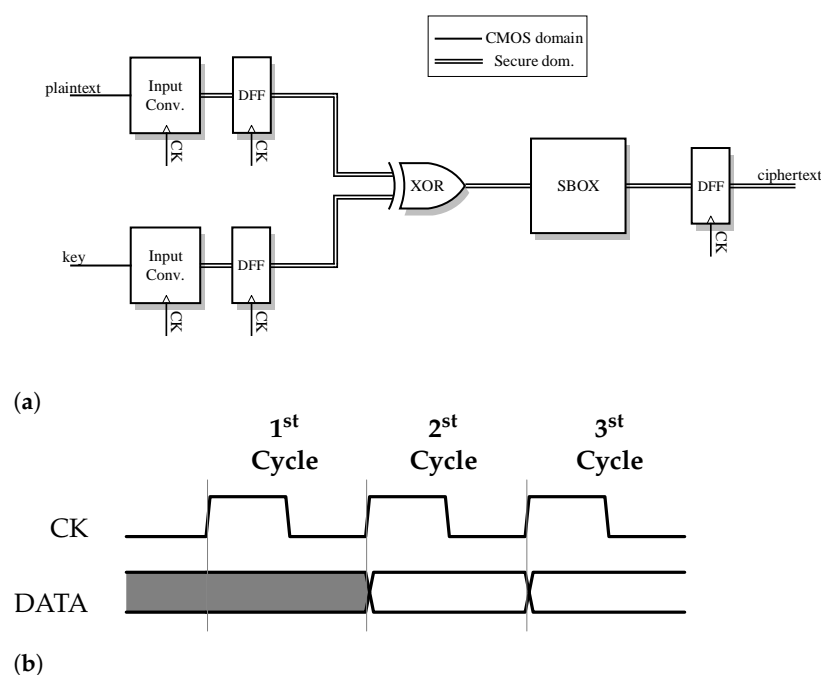 CMOS domain
Secure dom.
plaintext
Input
Conv.
CK
DFF
CK
XOR
SBOX
DFF
CK
ciphertext
key
Input
Conv.
CK
DFF
CK
(a)
1st
Cycle
2st
Cycle
3st
Cycle
CK
DATA
(b)